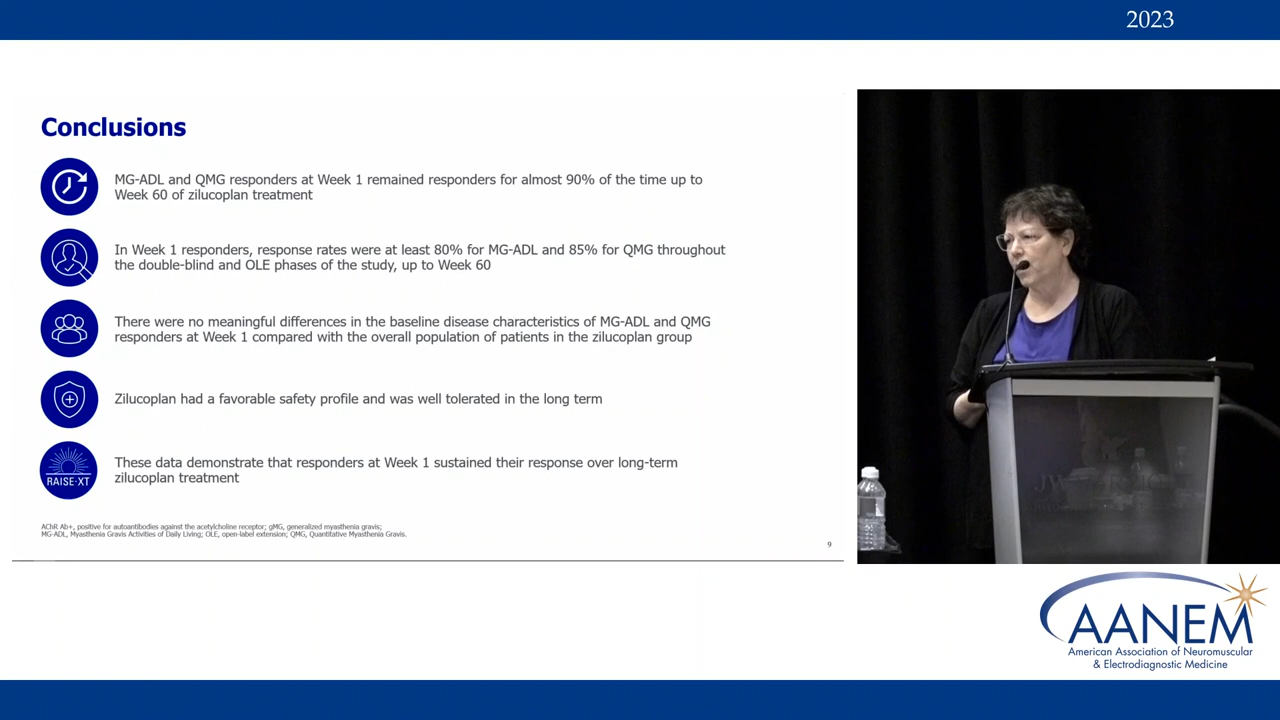 2023
Conclusions
MG-ADL and QMG responders at Week 1 remained responders for almost 90% of the time up to
Week 60 of zilucoplan treatment
In Week 1 responders, response rates were at least 80% for MG-ADL and 85% for QMG throughout
the double-blind and OLE phases of the study, up to Week 60
There were no meaningful differences in the baseline disease characteristics of MG-ADL and QMG
responders at Week 1 compared with the overall population of patients in the zilucoplan group
Zilucoplan had a favorable safety profile and was well tolerated in the long term
RAISE·XT
These data demonstrate that responders at Week 1 sustained their response over long-term
zilucoplan treatment
AChR Ab+, positive for autoantibodies against the acetylcholine receptor; gMG, generalized myasthenia gravis;
MG-ADL, Myasthenia Gravis Activities of Daily Living; OLE, open-label extension; QMG, Quantitative Myasthenia Gravis.
9
AANEM
American Association of Neuromuscular
& Electrodiagnostic Medicine